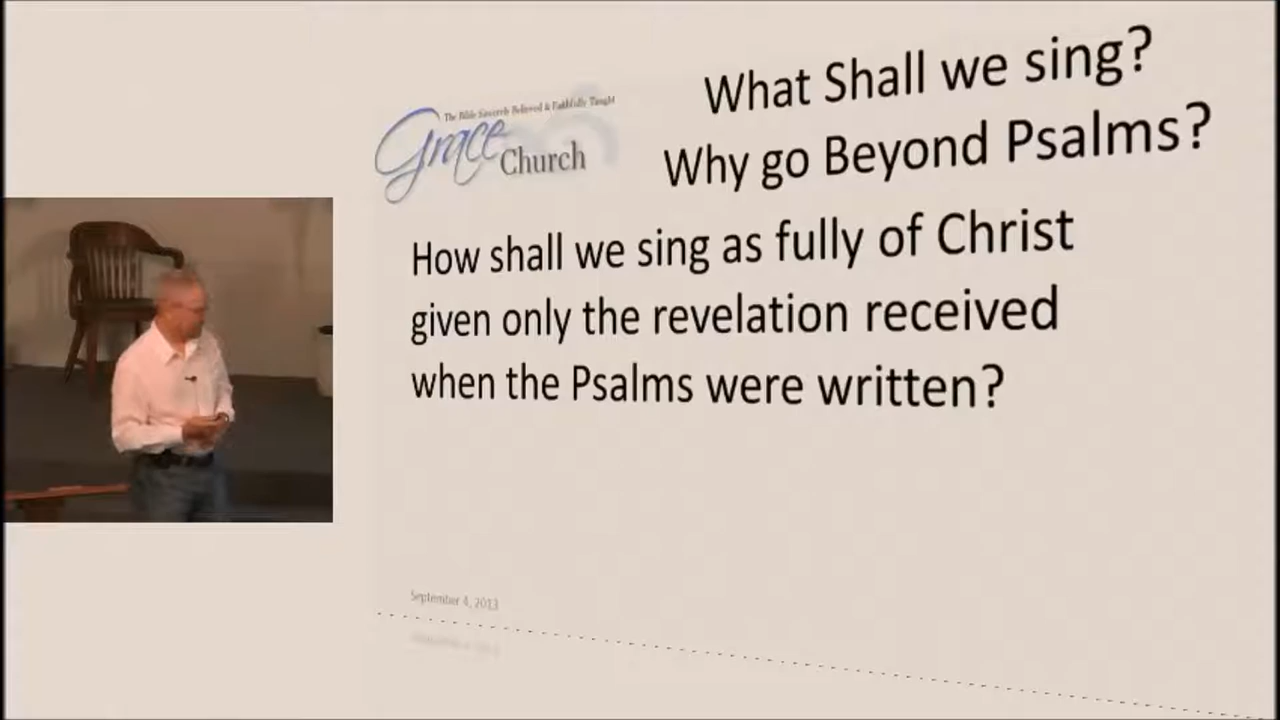 What Shall we sing?
Why go Beyond Psalms?
The Bible Sincerely Believed & Faithfully Taught
Grace
Church
How shall we sing as fully of Christ
given only the revelation received
when the Psalms were written?
September 4, 2013